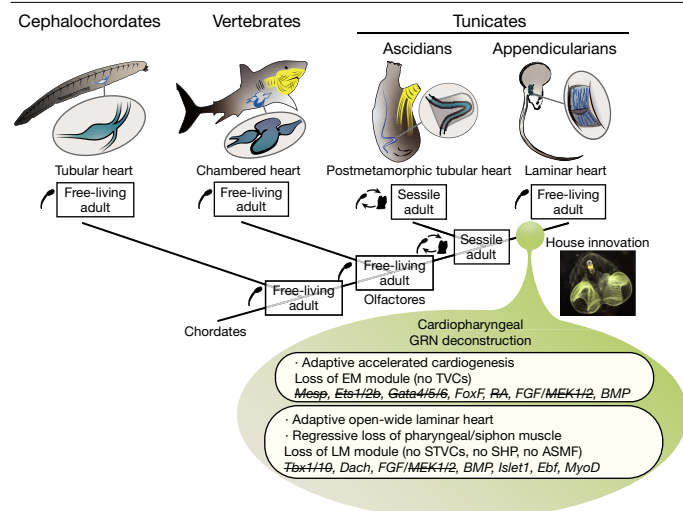 Cephalochordates
Vertebrates
Tunicates
Ascidians
Appendicularians
Tubular heart
Chambered heart
Postmetamorphic tubular heart
Laminar heart
Free-living
adult
Free-living
adult
Sessile
adult
Free-living
adult
Sessile
adult
House innovation
Free-living
adult
Olfactores
Free-living
adult
Chordates
Cardiopharyngeal
GRN deconstruction
· Adaptive accelerated cardiogenesis
Loss of EM module (no TVCs)
Mesp, Ets1/2b, Gata4/5/6, FoxF, RA, FGF/MEK1/2, BMP
· Adaptive open-wide laminar heart
· Regressive loss of pharyngeal/siphon muscle
Loss of LM module (no STVCs, no SHP, no ASMF)
Tbx1/10, Dach, FGF/MEK1/2, BMP, Islet1, Ebf, MyoD